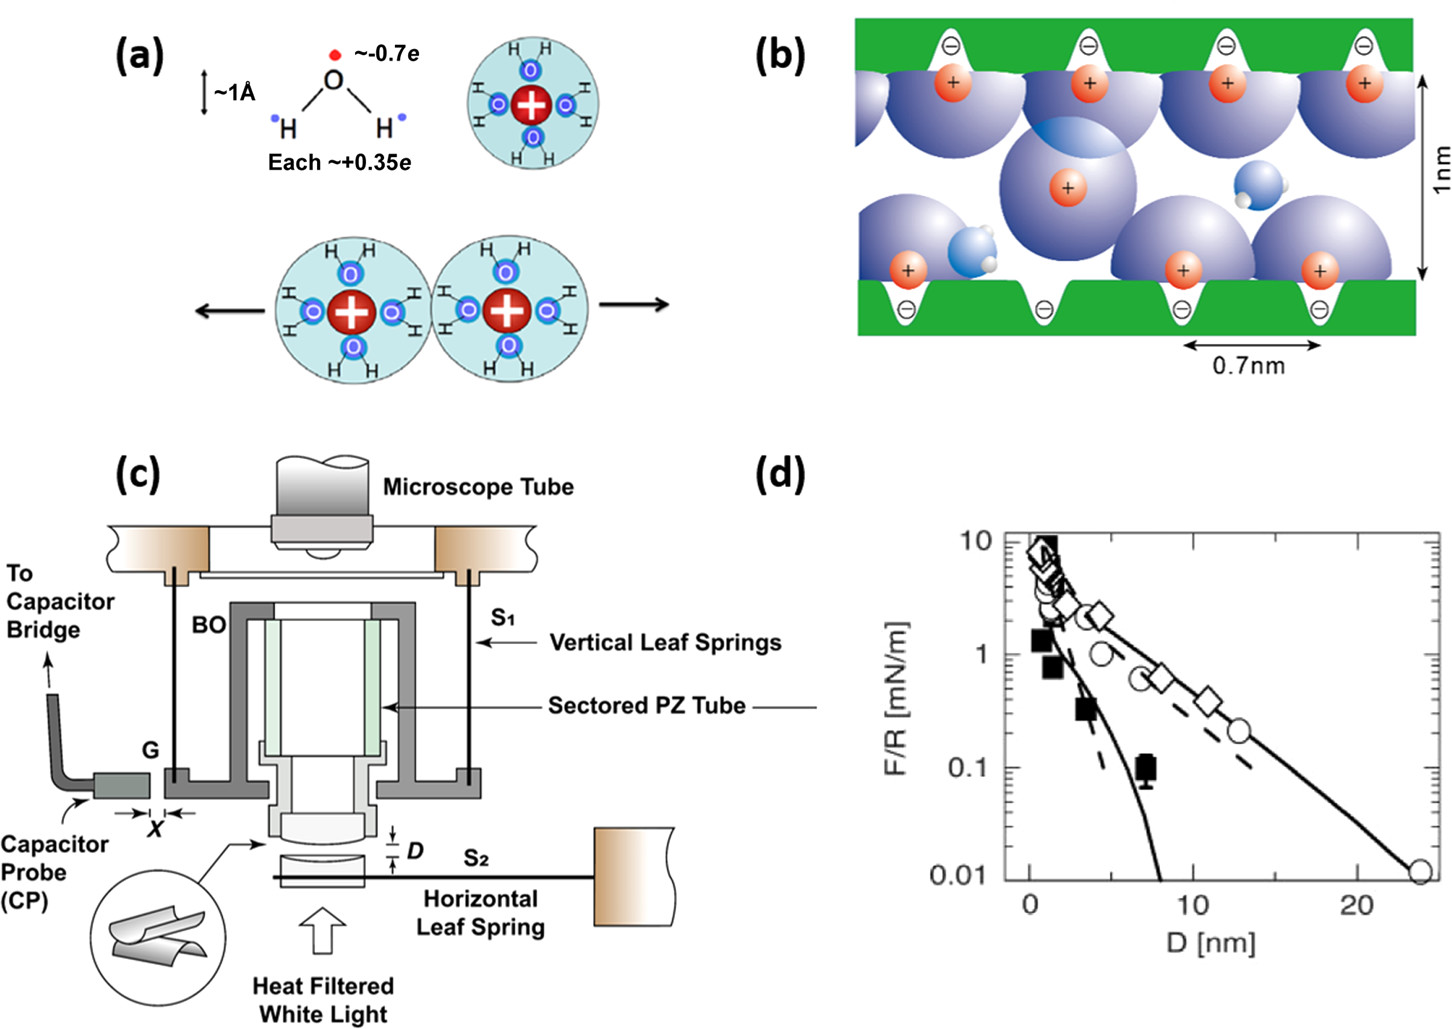 (a)
~-0.7e
O
~1Å
H H
Each ~+0.35e
H H
O
H H
O + O
H H
O
H H
H H H H
O O
H H H H
O + O O + O
H H H H
O O
H H H H
(b)
− − − −
+ + + +
+
1nm
+ + +
− − − −
0.7nm
(c)
Microscope Tube
To
Capacitor
Bridge
BO
S1
Vertical Leaf Springs
Sectored PZ Tube
G
X
Capacitor
Probe
(CP)
D
S2
Horizontal
Leaf Spring
Heat Filtered
White Light
(d)
10
1
0.1
0.01
F/R [mN/m]
0 10 20
D [nm]